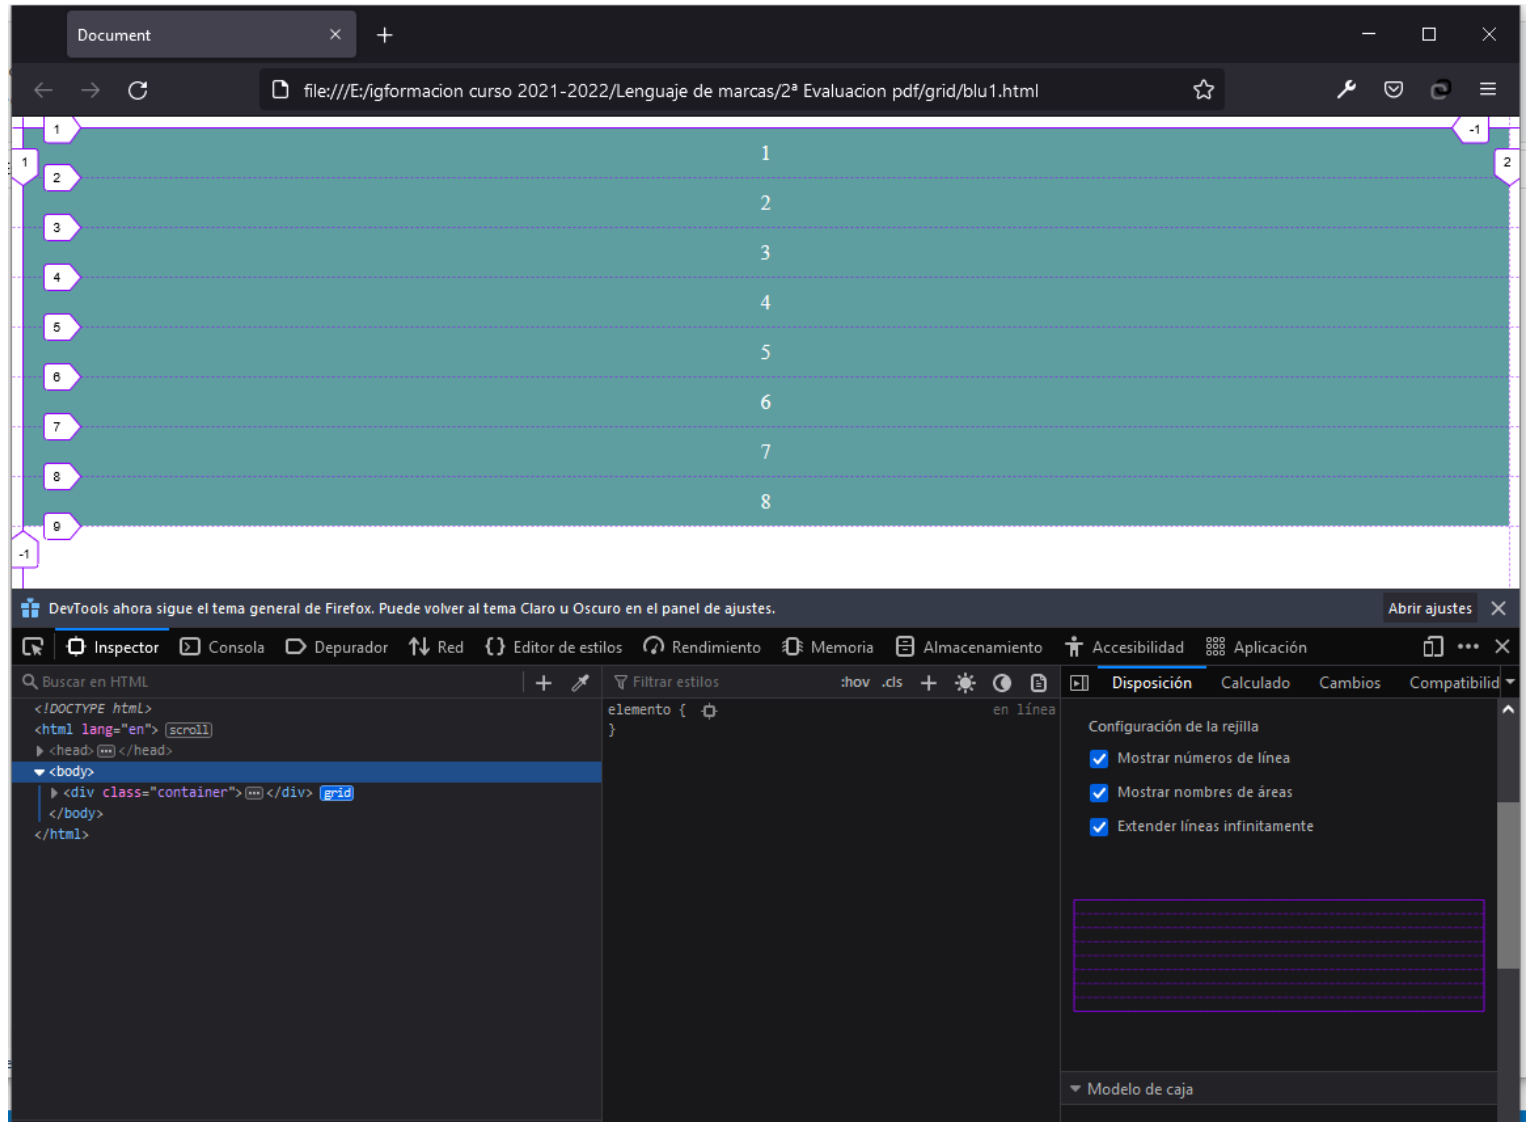 Document
file:///E:/igformacion curso 2021-2022/Lenguaje de marcas/2ª Evaluacion pdf/grid/blu1.html
1 -1
1 1 2
2
2
3
3
4
4
5
5
6
6
7
7
8
8
9
-1
DevTools ahora sigue el tema general de Firefox. Puede volver al tema Claro u Oscuro en el panel de ajustes. Abrir ajustes
Inspector Consola Depurador Red Editor de estilos Rendimiento Memoria Almacenamiento Accesibilidad Aplicación
Buscar en HTML Filtrar estilos :hov .cls Disposición Calculado Cambios Compatibilid
<!DOCTYPE html> elemento { en línea
<html lang="en"> scroll }
<head> </head>
<body>
<div class="container"> </div> grid
</body>
</html>
Configuración de la rejilla
Mostrar números de línea
Mostrar nombres de áreas
Extender líneas infinitamente
Modelo de caja